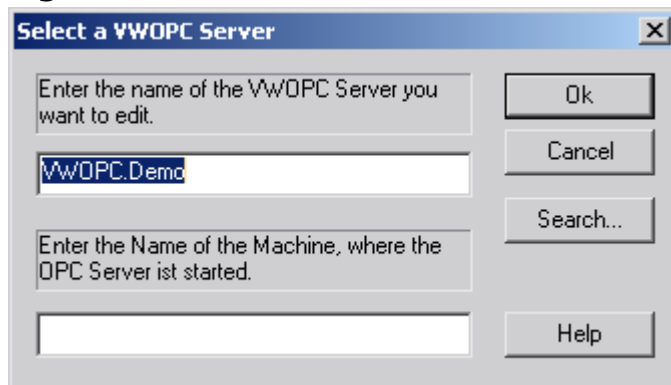 Select a VWOPC Server
Enter the name of the VWOPC Server you
want to edit.
Ok
VWOPC.Demo
Cancel
Search...
Enter the Name of the Machine, where the
OPC Server ist started.
Help